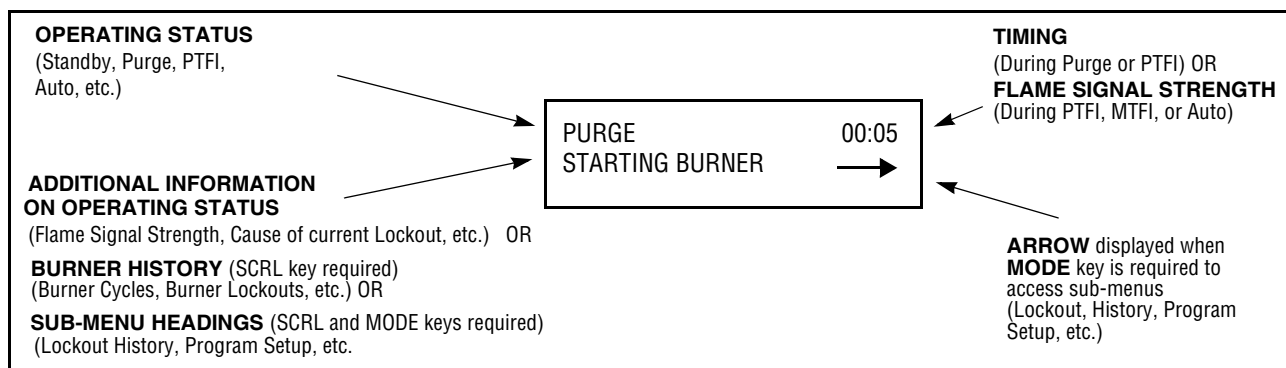 OPERATING STATUS
(Standby, Purge, PTFI,
Auto, etc.)
ADDITIONAL INFORMATION
ON OPERATING STATUS
(Flame Signal Strength, Cause of current Lockout, etc.) OR
BURNER HISTORY (SCRL key required)
(Burner Cycles, Burner Lockouts, etc.) OR
SUB-MENU HEADINGS (SCRL and MODE keys required)
(Lockout History, Program Setup, etc.
PURGE 00:05
STARTING BURNER
TIMING
(During Purge or PTFI) OR
FLAME SIGNAL STRENGTH
(During PTFI, MTFI, or Auto)
ARROW displayed when
MODE key is required to
access sub-menus
(Lockout, History, Program
Setup, etc.)